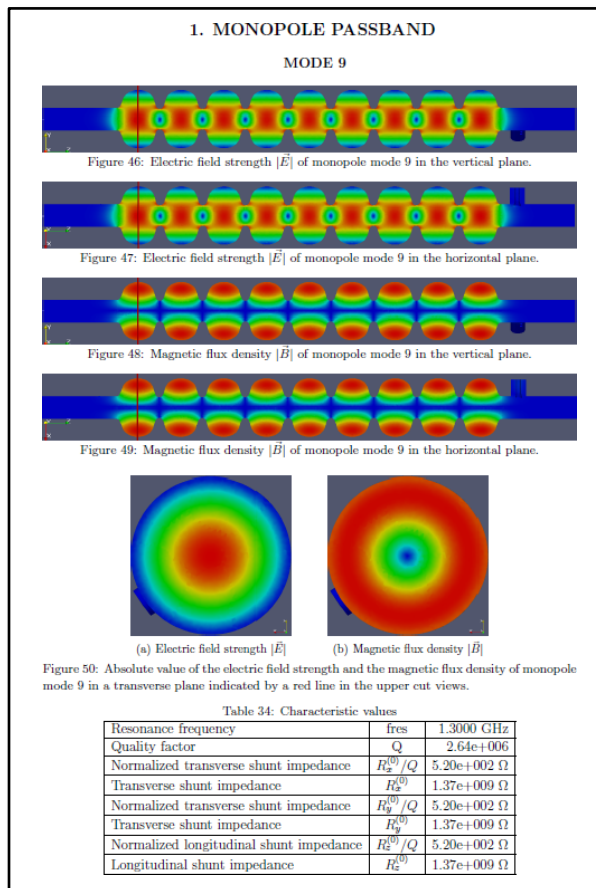 1. MONOPOLE PASSBAND
MODE 9
Figure 46: Electric field strength |E⃗| of monopole mode 9 in the vertical plane.
Figure 47: Electric field strength |E⃗| of monopole mode 9 in the horizontal plane.
Figure 48: Magnetic flux density |B⃗| of monopole mode 9 in the vertical plane.
Figure 49: Magnetic flux density |B⃗| of monopole mode 9 in the horizontal plane.
(a) Electric field strength |E⃗| (b) Magnetic flux density |B⃗|
Figure 50: Absolute value of the electric field strength and the magnetic flux density of monopole
mode 9 in a transverse plane indicated by a red line in the upper cut views.
Table 34: Characteristic values
Resonance frequency fres 1.3000 GHz
Quality factor Q 2.64e+006
Normalized transverse shunt impedance R_x^(0)/Q 5.20e+002 Ω
Transverse shunt impedance R_x^(0) 1.37e+009 Ω
Normalized transverse shunt impedance R_y^(0)/Q 5.20e+002 Ω
Transverse shunt impedance R_y^(0) 1.37e+009 Ω
Normalized longitudinal shunt impedance R_z^(0)/Q 5.20e+002 Ω
Longitudinal shunt impedance R_z^(0) 1.37e+009 Ω